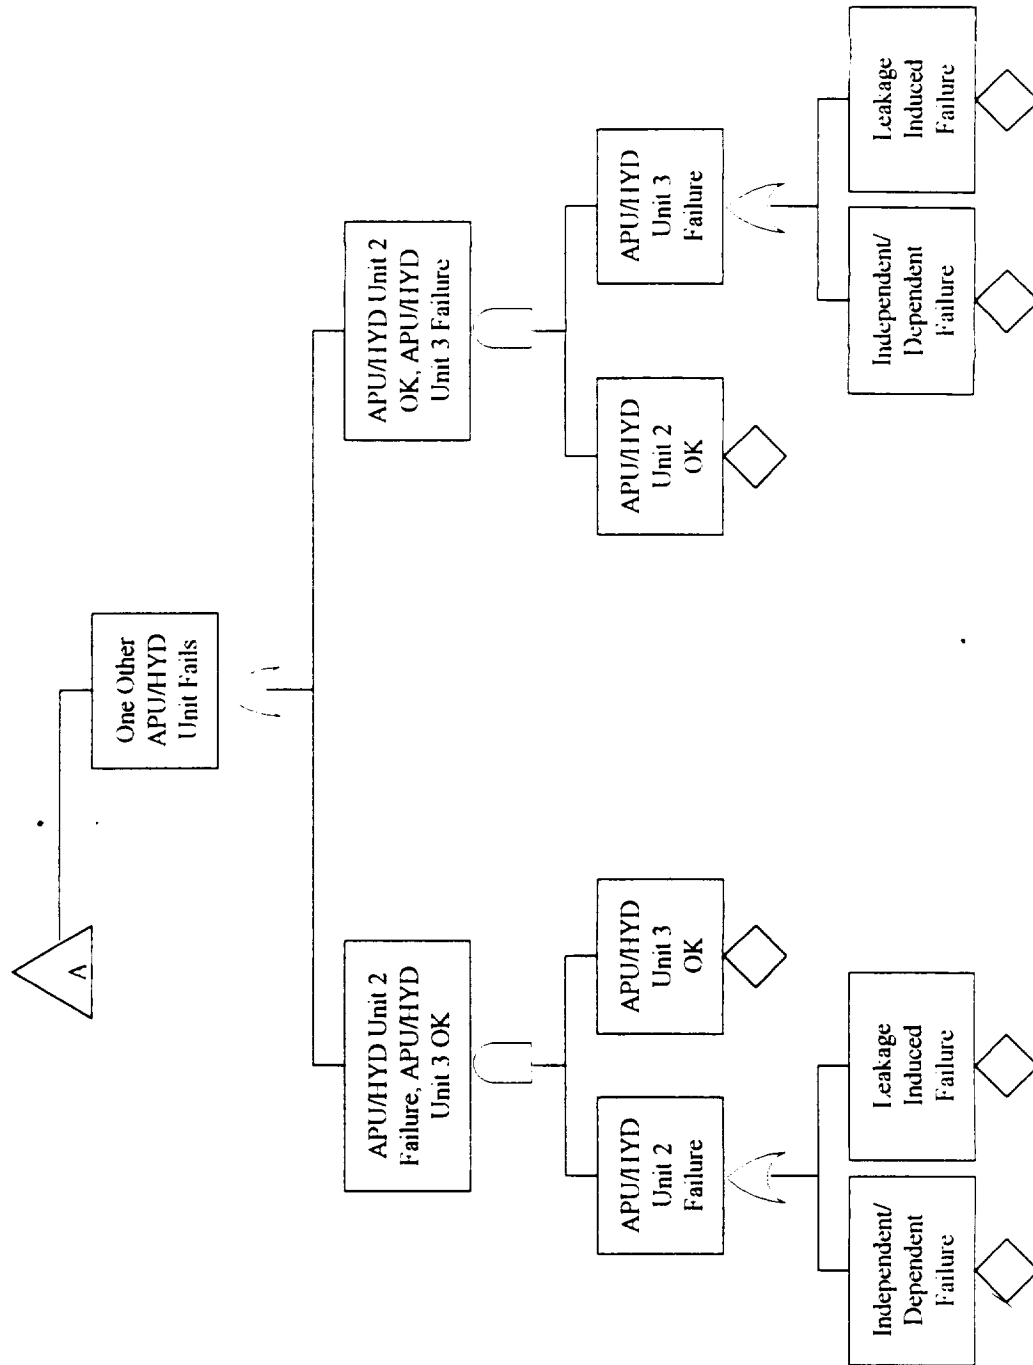 A
One Other
APU/HYD
Unit Fails
APU/HYD Unit 2
Failure, APU/HYD
Unit 3 OK
APU/HYD Unit 2
OK, APU/HYD
Unit 3 Failure
APU/HYD
Unit 2
Failure
APU/HYD
Unit 3
OK
APU/HYD
Unit 2
OK
APU/HYD
Unit 3
Failure
Independent/
Dependent
Failure
Leakage
Induced
Failure
Independent/
Dependent
Failure
Leakage
Induced
Failure